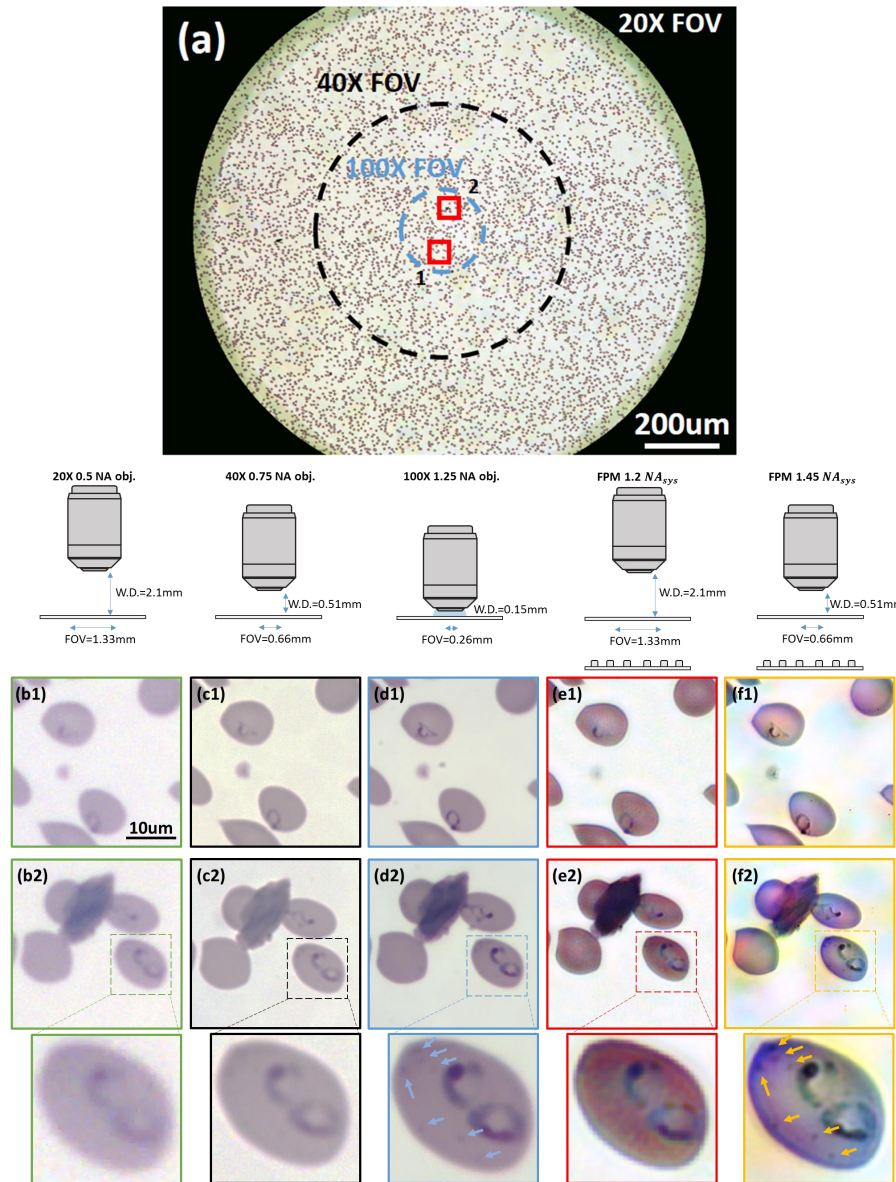 (a)
20X FOV
40X FOV
100X FOV
2
1
200um
20X 0.5 NA obj.
40X 0.75 NA obj.
100X 1.25 NA obj.
FPM 1.2 NA_sys
FPM 1.45 NA_sys
W.D.=2.1mm
W.D.=0.51mm
W.D.=0.15mm
W.D.=2.1mm
W.D.=0.51mm
FOV=1.33mm
FOV=0.66mm
FOV=0.26mm
FOV=1.33mm
FOV=0.66mm
(b1)
(c1)
(d1)
(e1)
(f1)
10um
(b2)
(c2)
(d2)
(e2)
(f2)